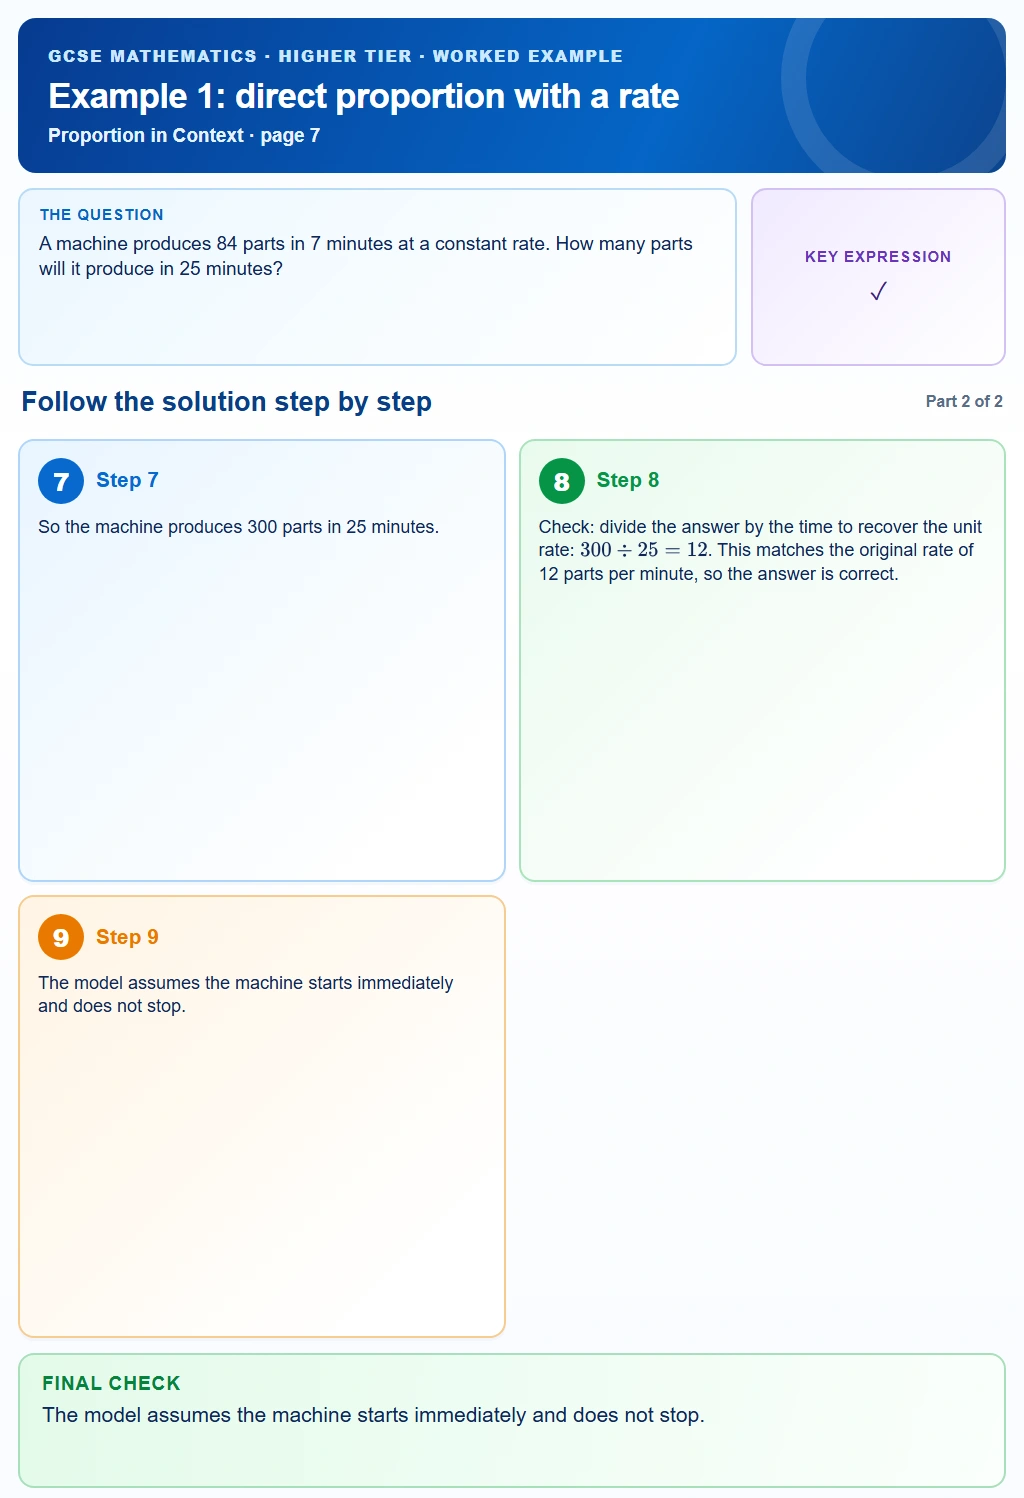 GCSE MATHEMATICS · HIGHER TIER · WORKED EXAMPLE
Example 1: direct proportion with a rate
Proportion in Context · page 7
THE QUESTION
A machine produces 84 parts in 7 minutes at a constant rate. How many parts
will it produce in 25 minutes?
KEY EXPRESSION
✓
Follow the solution step by step
Part 2 of 2
7 Step 7
So the machine produces 300 parts in 25 minutes.
8 Step 8
Check: divide the answer by the time to recover the unit
rate: 300 ÷ 25 = 12. This matches the original rate of
12 parts per minute, so the answer is correct.
9 Step 9
The model assumes the machine starts immediately
and does not stop.
FINAL CHECK
The model assumes the machine starts immediately and does not stop.